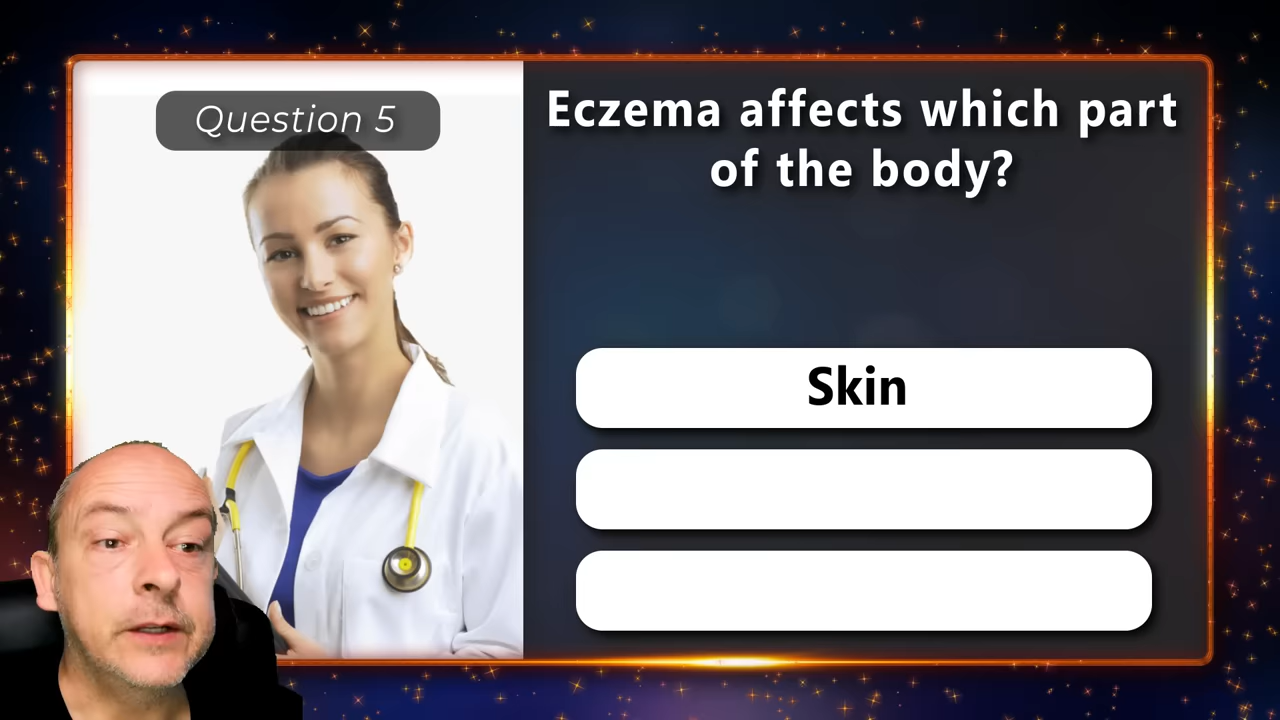 Question 5
Eczema affects which part
of the body?
Skin